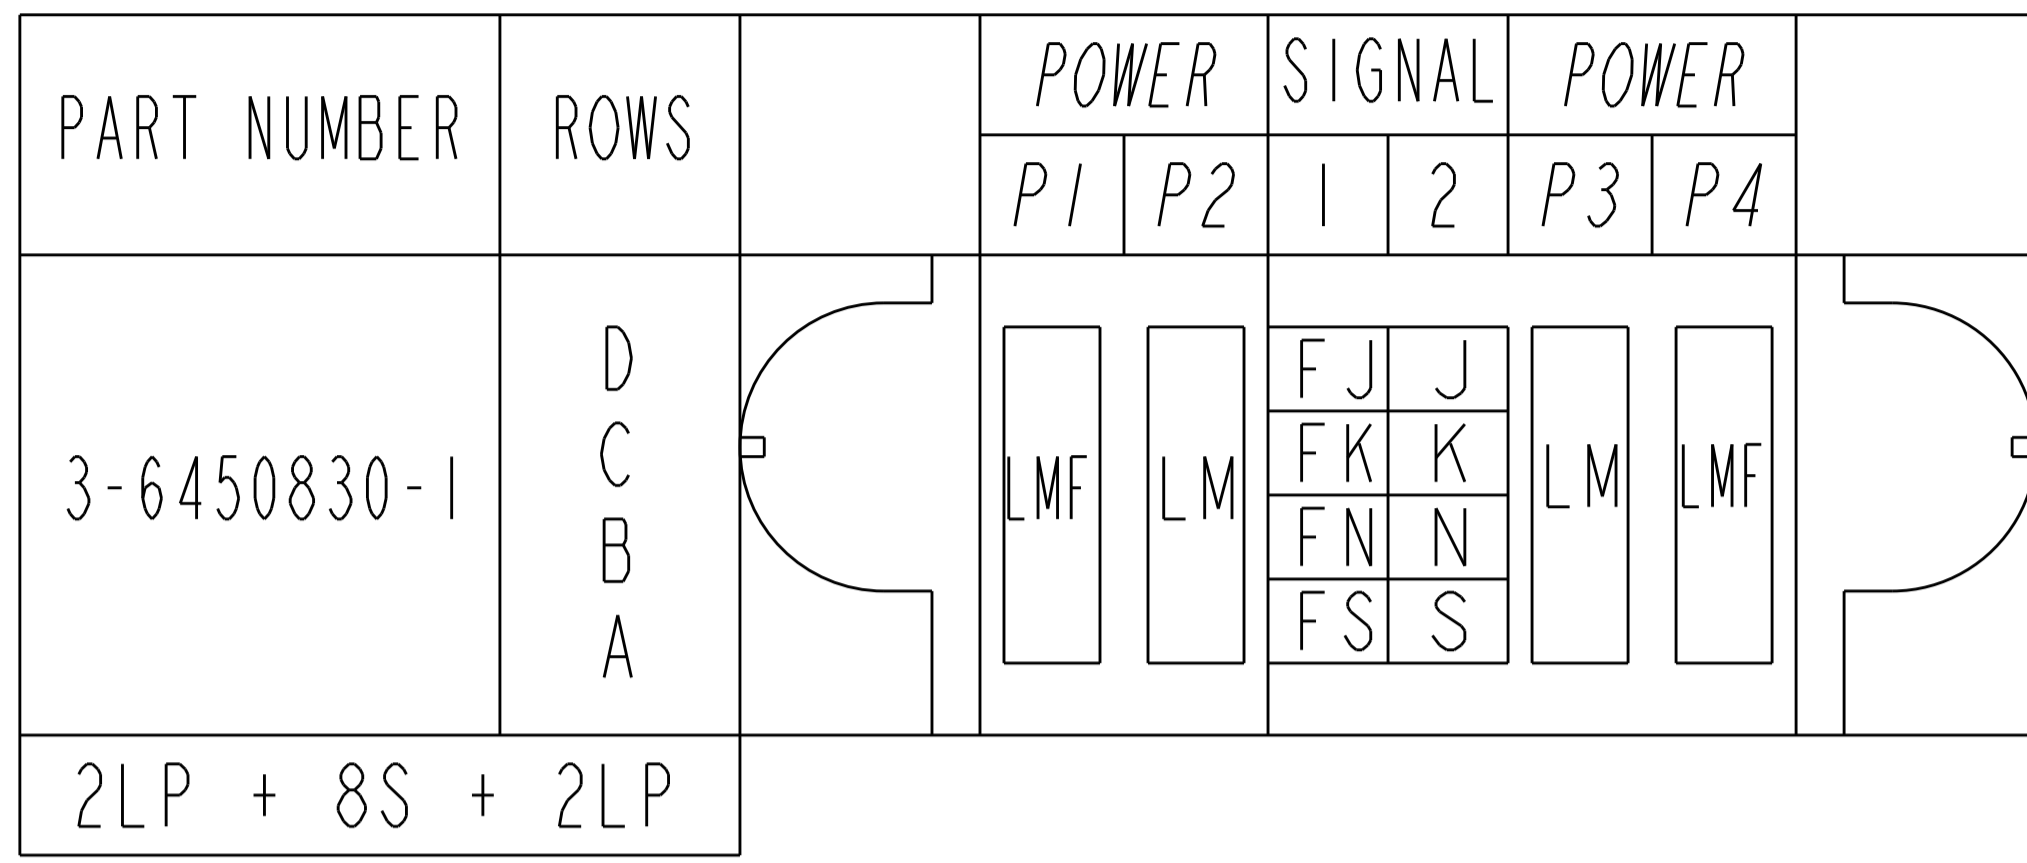 PART NUMBER ROWS POWER SIGNAL POWER
P1 P2 1 2 P3 P4
D FJ J
C FK K
3-6450830-1 LMF LM LM LMF
B FN N
A FS S
2LP + 8S + 2LP